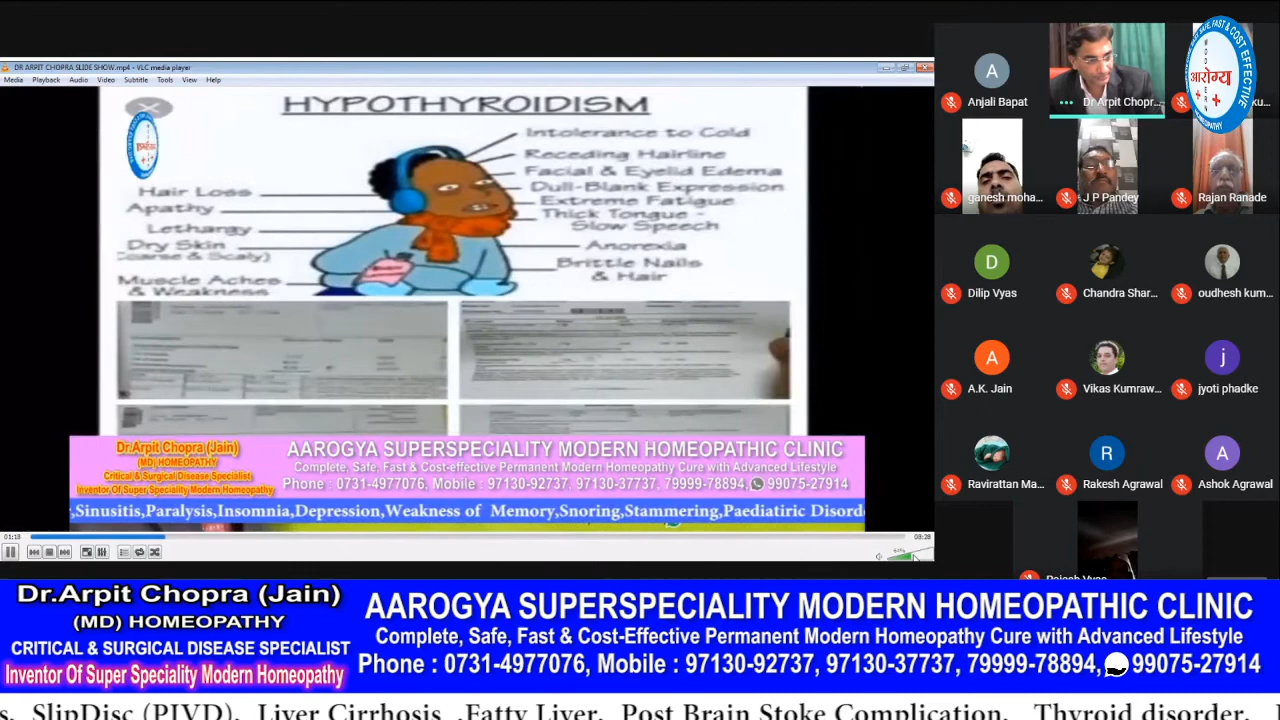 DR ARPIT CHOPRA SLIDE SHOW.mp4 - VLC media player
Media Playback Audio Video Subtitle Tools View Help
HYPOTHYROIDISM
Intolerance to Cold
Receding Hairline
Facial & Eyelid Edema
Dull-Blank Expression
Extreme Fatigue
Thick Tongue -
Slow Speech
Anorexia
Brittle Nails
& Hair
Hair Loss
Apathy
Lethargy
Dry Skin
(Coarse & Scaly)
Muscle Aches
& Weakness
Dr.Arpit Chopra (Jain)
(MD) HOMEOPATHY
Critical & Surgical Disease Specialist
Inventor Of Super Speciality Modern Homeopathy
AAROGYA SUPERSPECIALITY MODERN HOMEOPATHIC CLINIC
Complete, Safe, Fast & Cost-effective Permanent Modern Homeopathy Cure with Advanced Lifestyle
Phone : 0731-4977076, Mobile : 97130-92737, 97130-37737, 79999-78894, 99075-27914
,Sinusitis,Paralysis,Insomnia,Depression,Weakness of Memory,Snoring,Stammering,Paediatiric Disord
01:18
08:28
A
Anjali Bapat
Dr Arpit Chopr...
आरोग्य
ganesh moha...
J P Pandey
Rajan Ranade
D
Dilip Vyas
Chandra Shar...
oudhesh kum...
A
A.K. Jain
Vikas Kumraw...
j
jyoti phadke
Ravirattan Ma...
R
Rakesh Agrawal
A
Ashok Agrawal
Rajesh Vyas
Dr.Arpit Chopra (Jain)
(MD) HOMEOPATHY
CRITICAL & SURGICAL DISEASE SPECIALIST
Inventor Of Super Speciality Modern Homeopathy
AAROGYA SUPERSPECIALITY MODERN HOMEOPATHIC CLINIC
Complete, Safe, Fast & Cost-Effective Permanent Modern Homeopathy Cure with Advanced Lifestyle
Phone : 0731-4977076, Mobile : 97130-92737, 97130-37737, 79999-78894, 99075-27914
s, SlipDisc (PIVD), Liver Cirrhosis ,Fatty Liver, Post Brain Stoke Complication, Thyroid disorder,